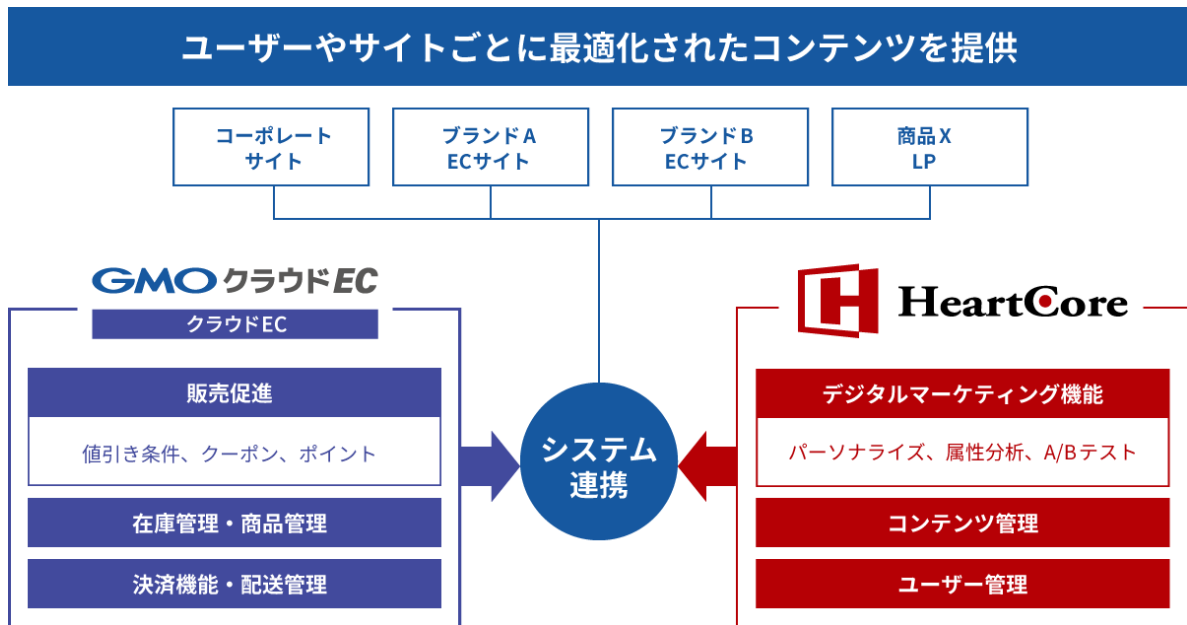 ユーザーやサイトごとに最適化されたコンテンツを提供
コーポレート
サイト
ブランドA
ECサイト
ブランドB
ECサイト
商品X
LP
GMOクラウドEC
クラウドEC
販売促進
値引き条件、クーポン、ポイント
在庫管理・商品管理
決済機能・配送管理
システム
連携
HeartCore
デジタルマーケティング機能
パーソナライズ、属性分析、A/Bテスト
コンテンツ管理
ユーザー管理